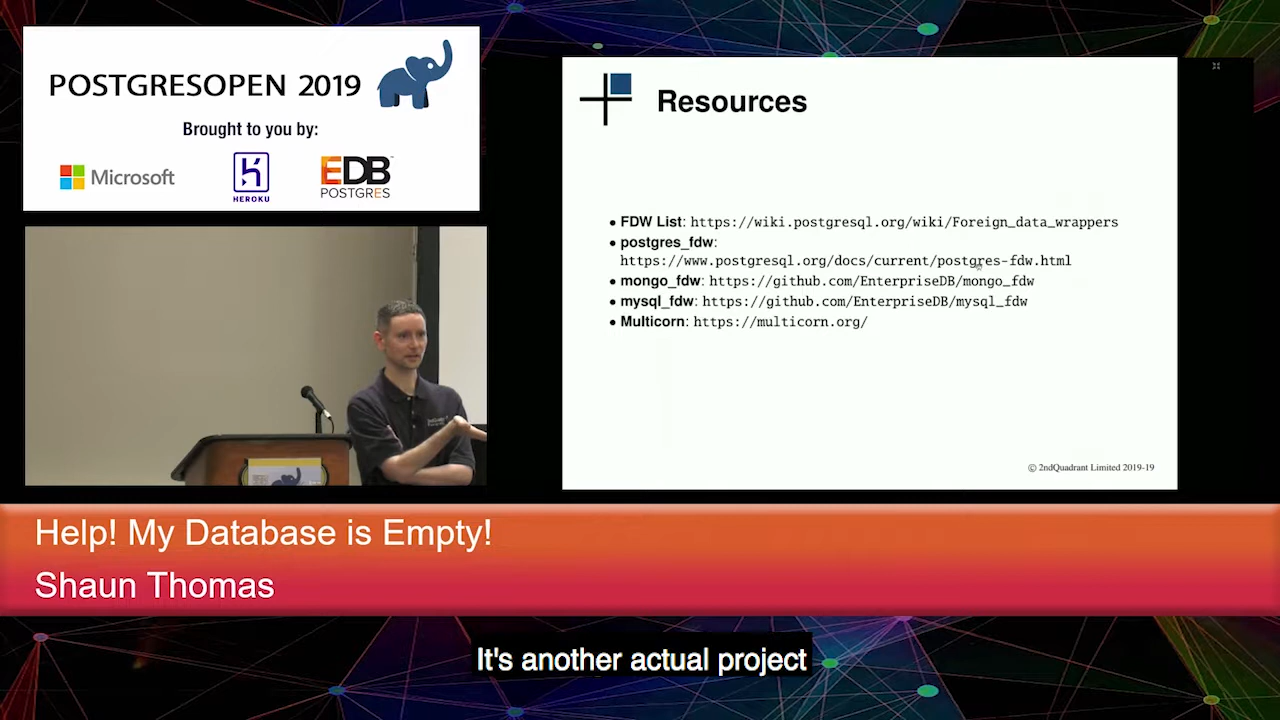 POSTGRESOPEN 2019
Brought to you by:
Microsoft
HEROKU
EDB
POSTGRES
Resources
• FDW List: https://wiki.postgresql.org/wiki/Foreign_data_wrappers
• postgres_fdw:
https://www.postgresql.org/docs/current/postgres-fdw.html
• mongo_fdw: https://github.com/EnterpriseDB/mongo_fdw
• mysql_fdw: https://github.com/EnterpriseDB/mysql_fdw
• Multicorn: https://multicorn.org/
© 2ndQuadrant Limited 2019-19
Help! My Database is Empty!
Shaun Thomas
It's another actual project